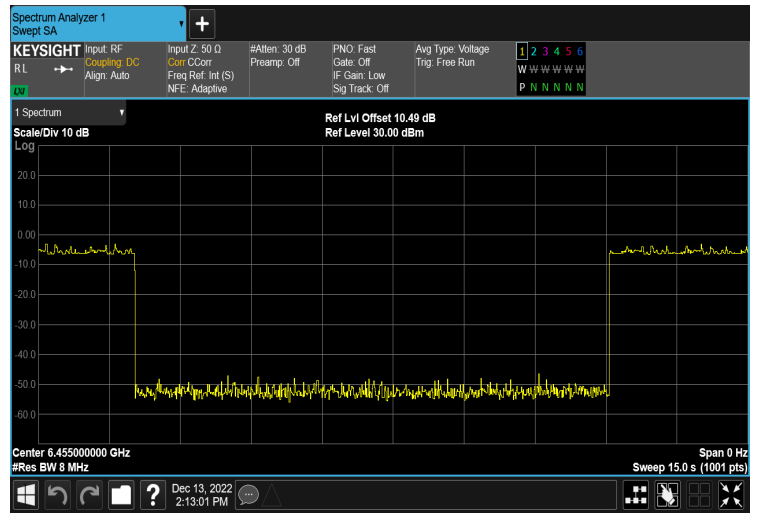 Spectrum Analyzer 1
Swept SA
KEYSIGHT
RL
LXI
Input: RF
Coupling: DC
Align: Auto
Input Z: 50 Ω
Corr CCorr
Freq Ref: Int (S)
NFE: Adaptive
#Atten: 30 dB
Preamp: Off
PNO: Fast
Gate: Off
IF Gain: Low
Sig Track: Off
Avg Type: Voltage
Trig: Free Run
1 2 3 4 5 6
W W W W W W
P N N N N N
1 Spectrum
Scale/Div 10 dB
Ref Lvl Offset 10.49 dB
Ref Level 30.00 dBm
Log
20.0
10.0
0.00
-10.0
-20.0
-30.0
-40.0
-50.0
-60.0
Center 6.455000000 GHz
#Res BW 8 MHz
Span 0 Hz
Sweep 15.0 s (1001 pts)
?
Dec 13, 2022
2:13:01 PM